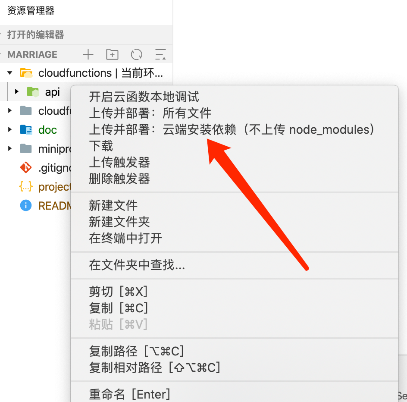 资源管理器
打开的编辑器
MARRIAGE
cloudfunctions | 当前环...
api
cloudf
doc
minipro
.gitign
project
READM
开启云函数本地调试
上传并部署：所有文件
上传并部署：云端安装依赖（不上传 node_modules）
下载
上传触发器
删除触发器
新建文件
新建文件夹
在终端中打开
在文件夹中查找...
剪切 [⌘X]
复制 [⌘C]
粘贴 [⌘V]
复制路径 [⌥⌘C]
复制相对路径 [⇧⌥⌘C]
重命名 [Enter]
Se